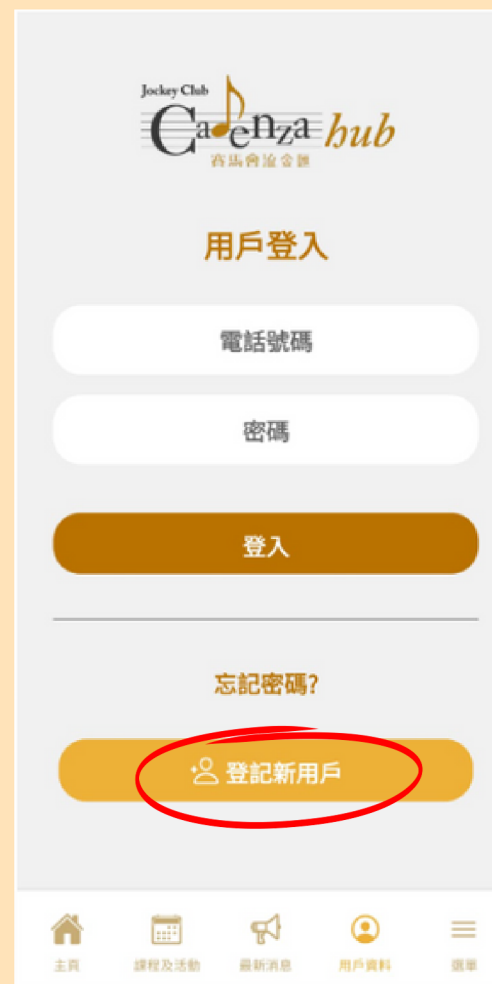 Jockey Club
Cadenza hub
賽馬會流金匯
用戶登入
電話號碼
密碼
登入
忘記密碼?
登記新用戶
主頁
課程及活動
最新消息
用戶資料
選單